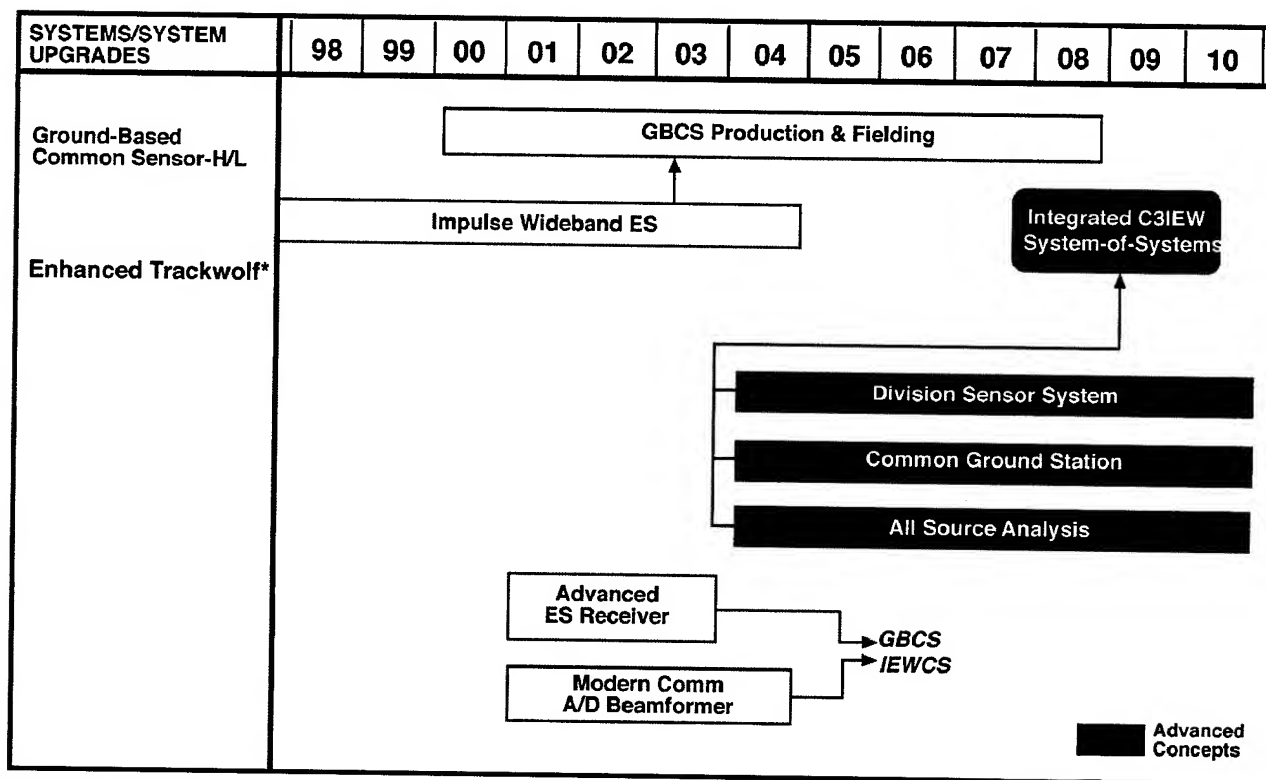 SYSTEMS/SYSTEM
UPGRADES
98 99 00 01 02 03 04 05 06 07 08 09 10
Ground-Based
Common Sensor-H/L
GBCS Production & Fielding
Impulse Wideband ES
Integrated C3IEW
System-of-Systems
Enhanced Trackwolf*
Division Sensor System
Common Ground Station
All Source Analysis
Advanced
ES Receiver
GBCS
IEWCS
Modern Comm
A/D Beamformer
Advanced
Concepts